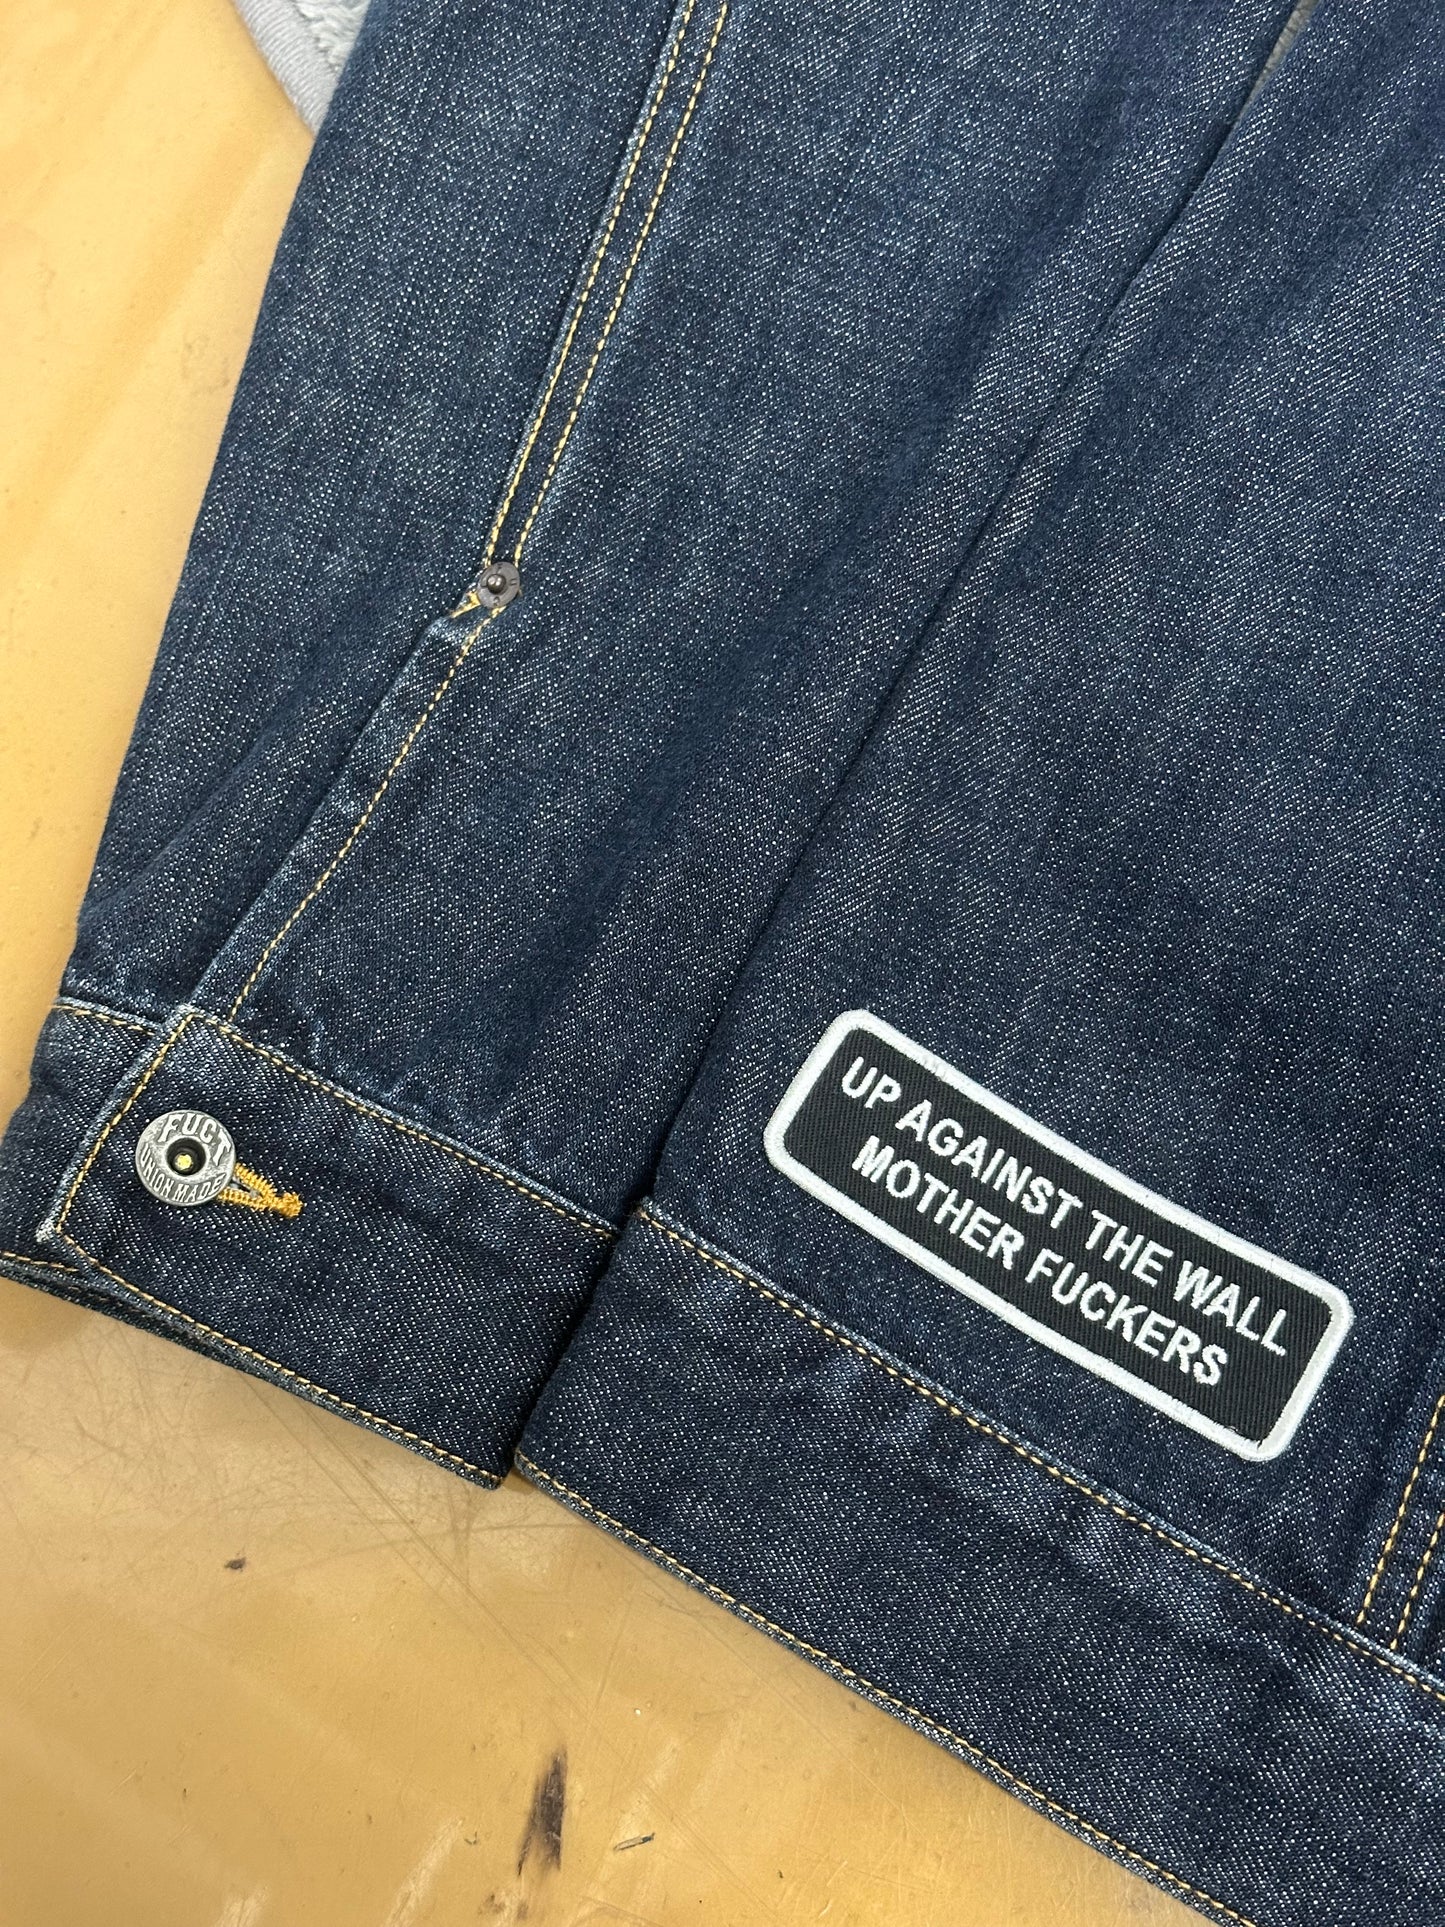 FUCT
UNION MADE
UP AGAINST THE WALL
MOTHER FUCKERS